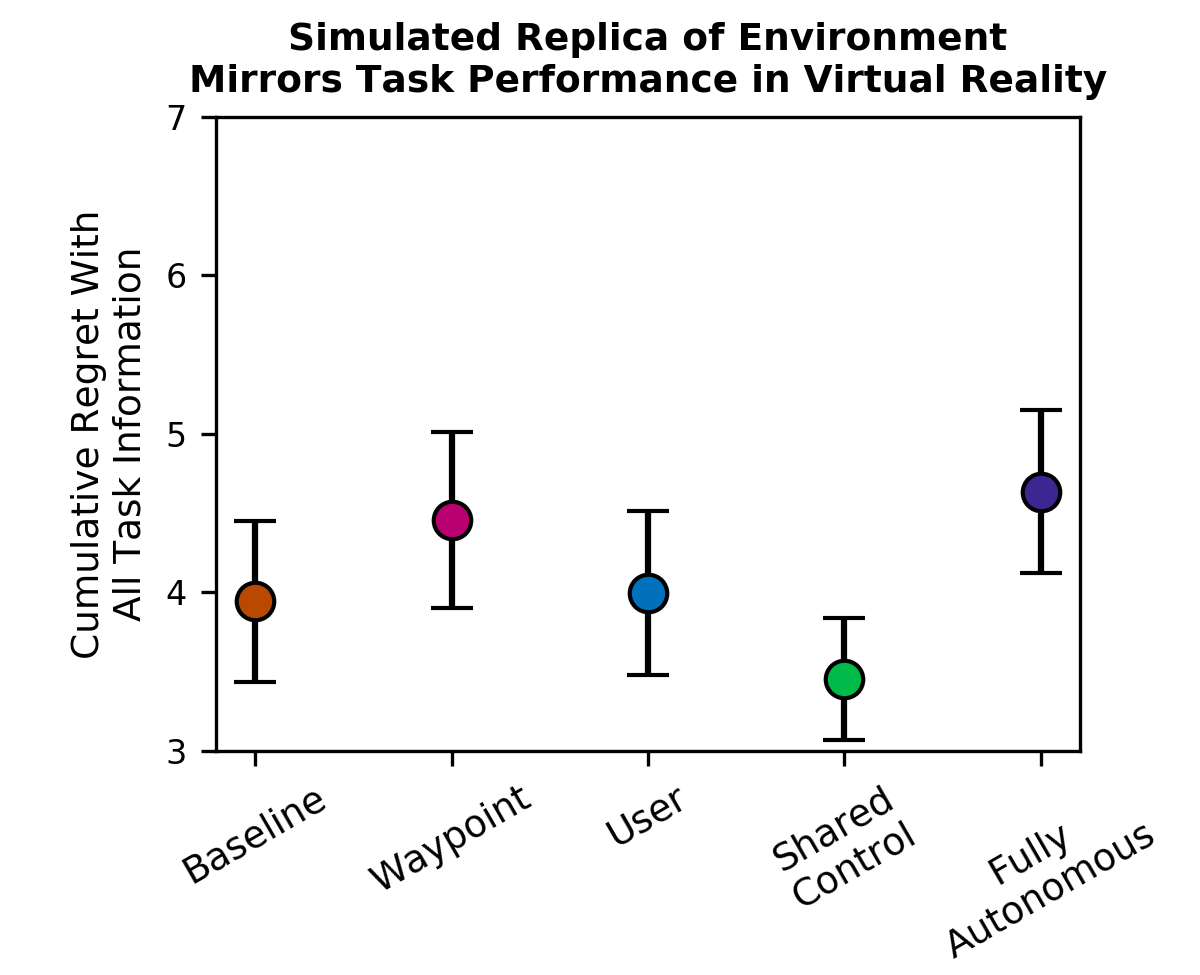 Simulated Replica of Environment
Mirrors Task Performance in Virtual Reality
Cumulative Regret With
All Task Information
7
6
5
4
3
Baseline
Waypoint
User
Shared
Control
Fully
Autonomous